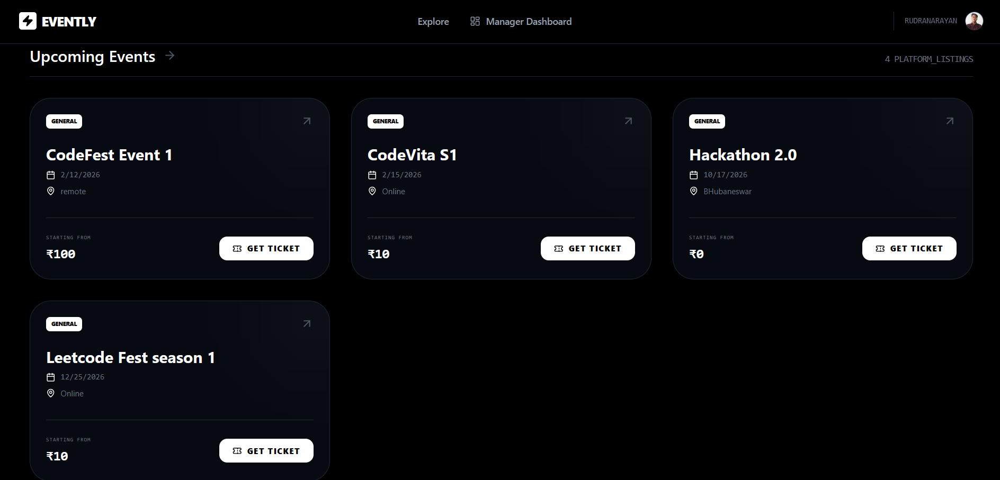 EVENTLY
Explore
Manager Dashboard
RUDRANARAYAN
Upcoming Events
4 PLATFORM_LISTINGS
GENERAL
CodeFest Event 1
2/12/2026
remote
STARTING FROM
₹100
GET TICKET
GENERAL
CodeVita S1
2/15/2026
Online
STARTING FROM
₹10
GET TICKET
GENERAL
Hackathon 2.0
10/17/2026
BHubaneswar
STARTING FROM
₹0
GET TICKET
GENERAL
Leetcode Fest season 1
12/25/2026
Online
STARTING FROM
₹10
GET TICKET